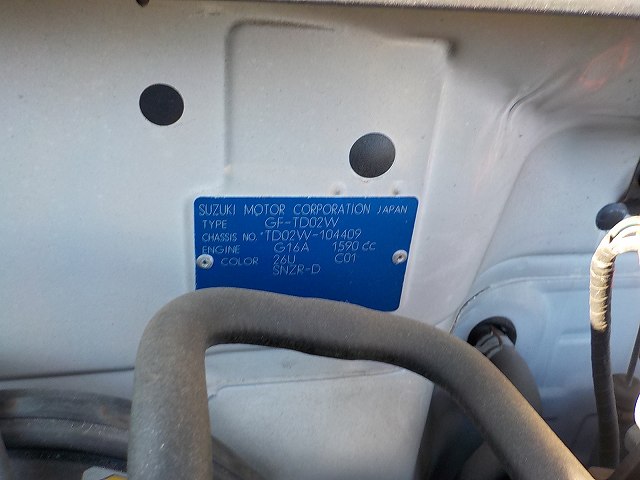 SUZUKI MOTOR CORPORATION JAPAN
TYPE GF-TD02W
CHASSIS NO. *TD02W-104409
ENGINE G16A 1590 cc
COLOR 26U C01
SNZR-D